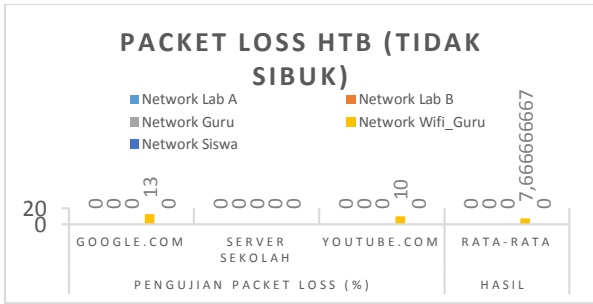 PACKET LOSS HTB (TIDAK
SIBUK)
Network Lab A
Network Lab B
Network Guru
Network Wifi_Guru
Network Siswa
20
0
0 0 0 13 0
0 0 0 0 0
0 0 0 10 0
0 0 0 7,666666667 0
GOOGLE.COM
SERVER
SEKOLAH
YOUTUBE.COM
RATA-RATA
PENGUJIAN PACKET LOSS (%)
HASIL